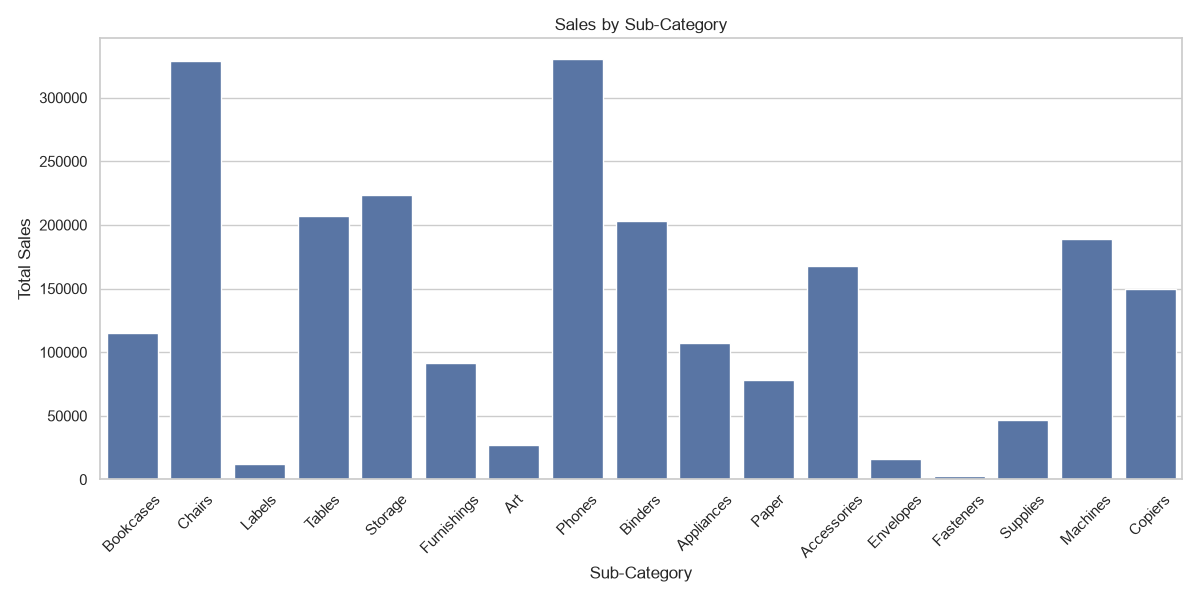 Sales by Sub-Category
Total Sales
300000
250000
200000
150000
100000
50000
0
Bookcases
Chairs
Labels
Tables
Storage
Furnishings
Art
Phones
Binders
Appliances
Paper
Accessories
Envelopes
Fasteners
Supplies
Machines
Copiers
Sub-Category